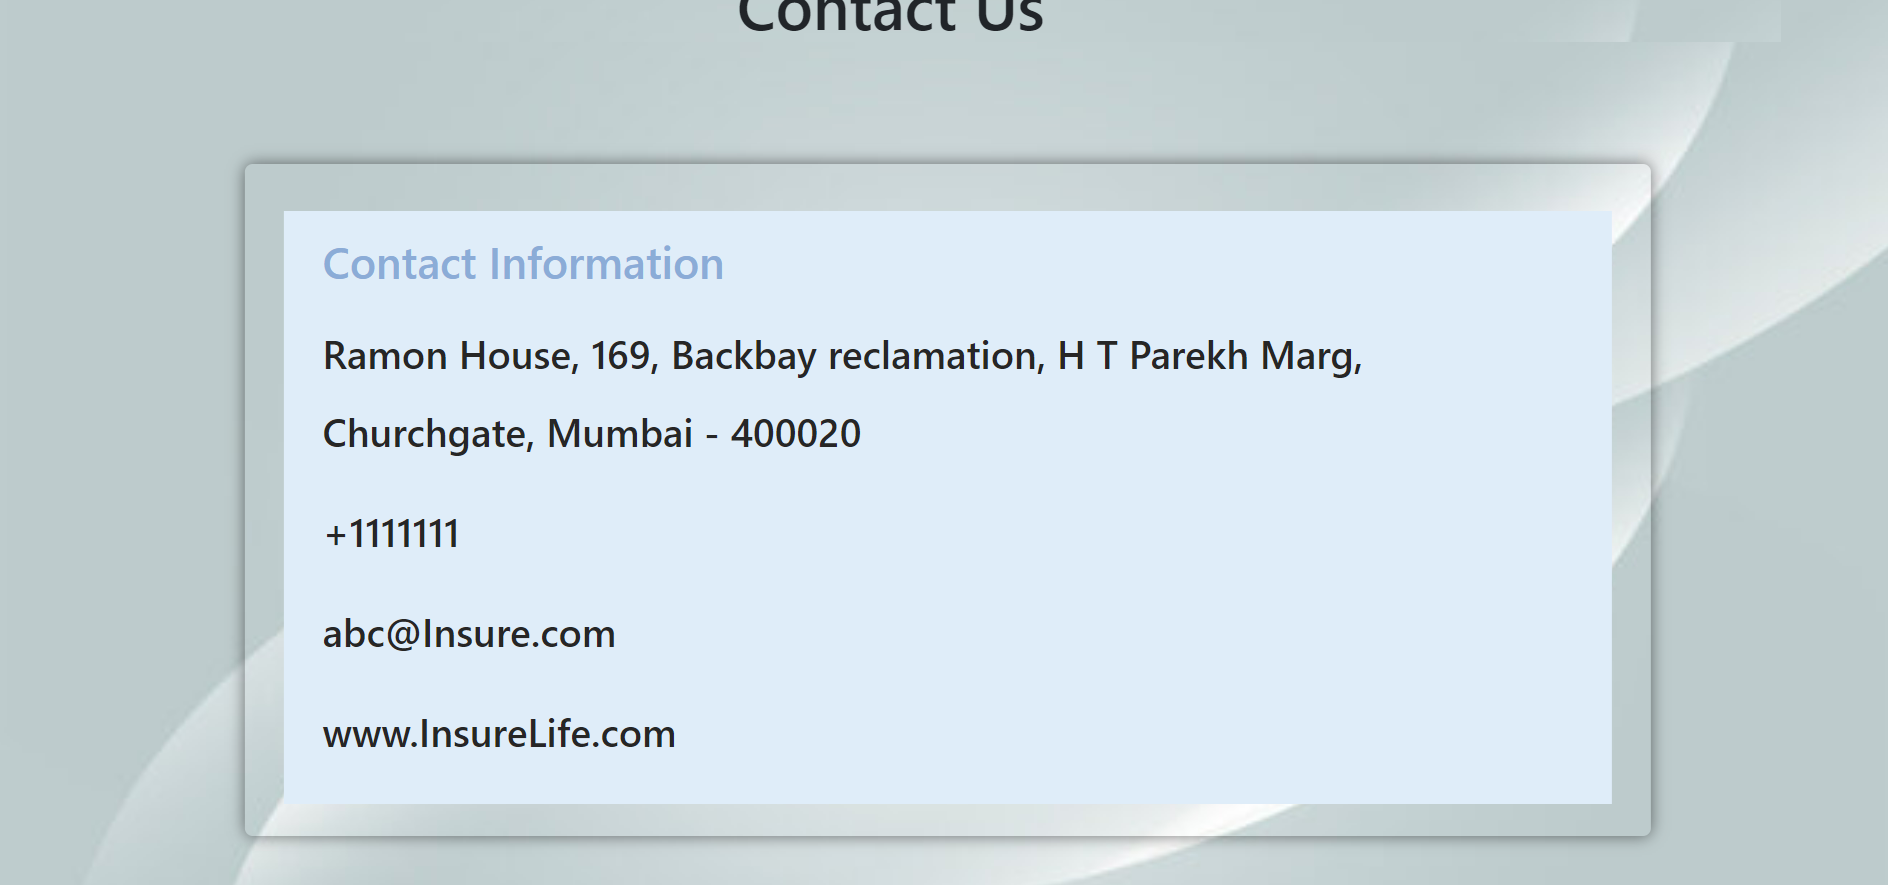 Contact Us
Contact Information
Ramon House, 169, Backbay reclamation, H T Parekh Marg,
Churchgate, Mumbai - 400020
+1111111
abc@Insure.com
www.InsureLife.com